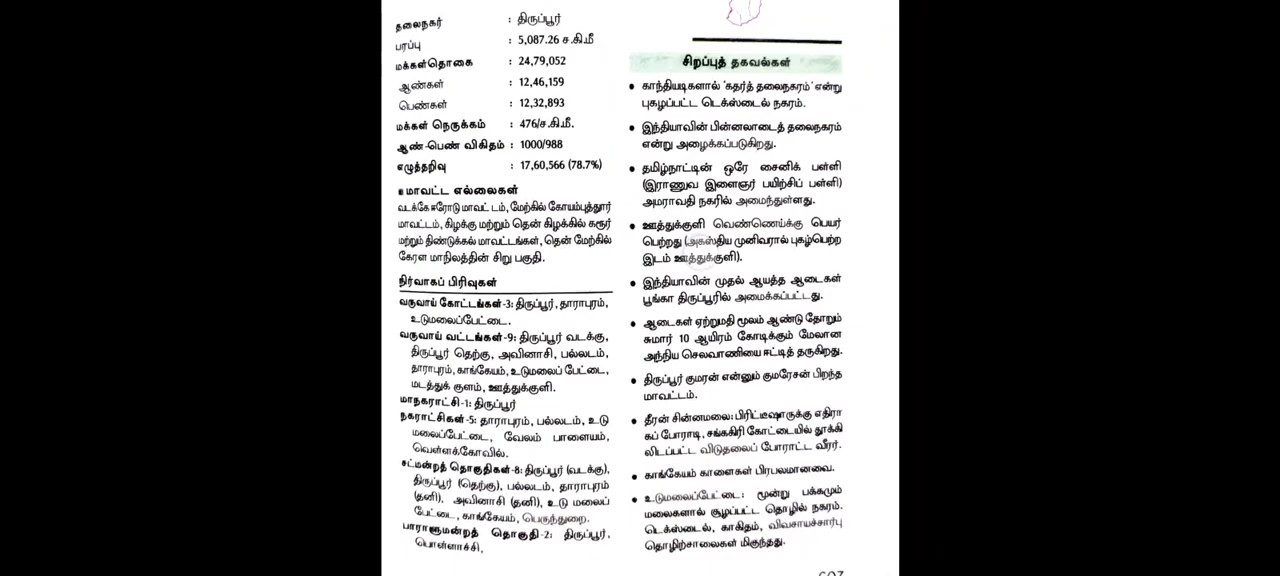 தலைநகர் : திருப்பூர்
பரப்பு : 5,087.26 ச.கி.மீ
மக்கள்தொகை : 24,79,052
ஆண்கள் : 12,46,159
பெண்கள் : 12,32,893
மக்கள் நெருக்கம் : 476/ச.கி.மீ.
ஆண்-பெண் விகிதம் : 1000/988
எழுத்தறிவு : 17,60,566 (78.7%)
மாவட்ட எல்லைகள்
வடக்கே ஈரோடு மாவட்டம், மேற்கில் கோயம்புத்தூர்
மாவட்டம், கிழக்கு மற்றும் தென் கிழக்கில் கரூர்
மற்றும் திண்டுக்கல் மாவட்டங்கள், தென் மேற்கில்
கேரள மாநிலத்தின் சிறு பகுதி.
நிர்வாகப் பிரிவுகள்
வருவாய் கோட்டங்கள்-3: திருப்பூர், தாராபுரம்,
உடுமலைப்பேட்டை.
வருவாய் வட்டங்கள்-9: திருப்பூர் வடக்கு,
திருப்பூர் தெற்கு, அவினாசி, பல்லடம்,
தாராபுரம், காங்கேயம், உடுமலைப் பேட்டை,
மடத்துக் குளம், ஊத்துக்குளி.
மாநகராட்சி-1: திருப்பூர்
நகராட்சிகள்-5: தாராபுரம், பல்லடம், உடு
மலைப்பேட்டை, வேலம் பாளையம்,
வெள்ளக்கோவில்.
சட்மன்றத் தொகுதிகள்-8: திருப்பூர் (வடக்கு),
திருப்பூர் (தெற்கு), பல்லடம், தாராபுரம்
(தனி), அவினாசி (தனி), உடு மலைப்
பேட்டை, காங்கேயம், பெருந்துறை.
பாராளுமன்றத் தொகுதி-2: திருப்பூர்,
பொள்ளாச்சி,
சிறப்புத் தகவல்கள்
• காந்தியடிகளால் 'கதர்த் தலைநகரம்' என்று
புகழப்பட்ட டெக்ஸ்டைல் நகரம்.
• இந்தியாவின் பின்னலாடைத் தலைநகரம்
என்று அழைக்கப்படுகிறது.
• தமிழ்நாட்டின் ஒரே சைனிக் பள்ளி
(இராணுவ இளைஞர் பயிற்சிப் பள்ளி)
அமராவதி நகரில் அமைந்துள்ளது.
• ஊத்துக்குளி வெண்ணெய்க்கு பெயர்
பெற்றது (அகஸ்திய முனிவரால் புகழ்பெற்ற
இடம் ஊத்துக்குளி).
• இந்தியாவின் முதல் ஆயத்த ஆடைகள்
பூங்கா திருப்பூரில் அமைக்கப்பட்டது.
• ஆடைகள் ஏற்றுமதி மூலம் ஆண்டு தோறும்
சுமார் 10 ஆயிரம் கோடிக்கும் மேலான
அந்நிய செலவாணியை ஈட்டித் தருகிறது.
• திருப்பூர் குமரன் என்னும் குமரேசன் பிறந்த
மாவட்டம்.
• தீரன் சின்னமலை: பிரிட்டீஷாருக்கு எதிரா
கப் போராடி, சங்ககிரி கோட்டையில் தூக்கி
லிடப்பட்ட விடுதலைப் போராட்ட வீரர்.
• காங்கேயம் காளைகள் பிரபலமானவை.
• உடுமலைப்பேட்டை: மூன்று பக்கமும்
மலைகளால் சூழப்பட்ட தொழில் நகரம்.
டெக்ஸ்டைல், காகிதம், விவசாயச்சார்பு
தொழிற்சாலைகள் மிகுந்தது.